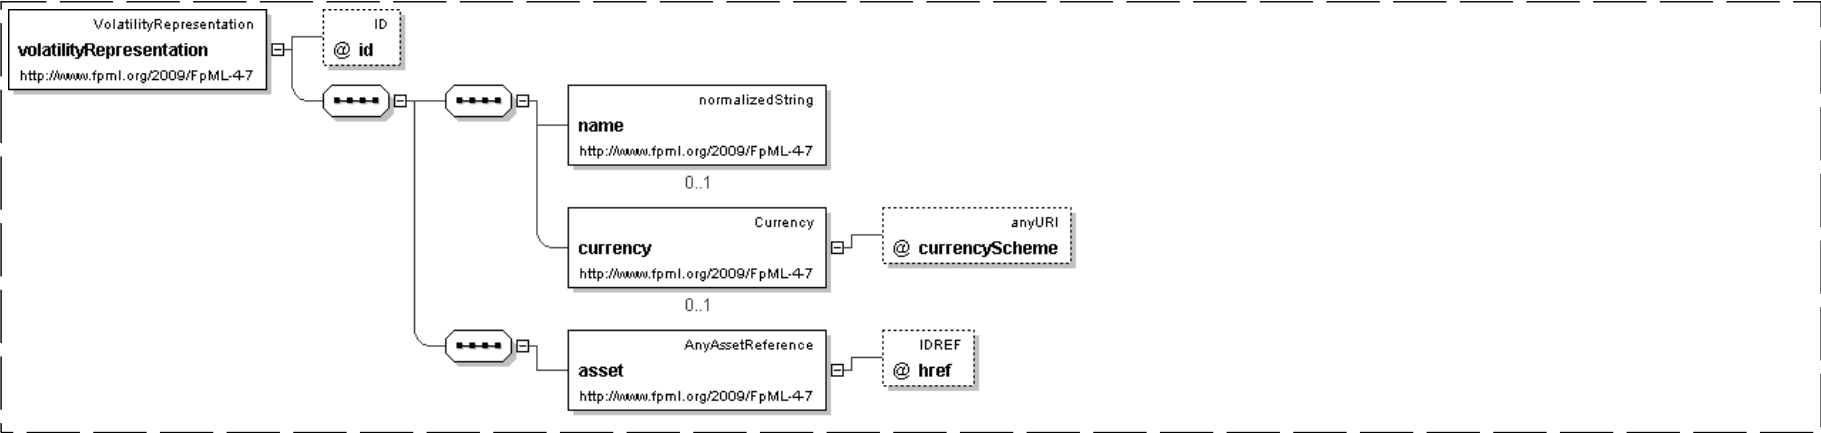 VolatilityRepresentation
volatilityRepresentation
http://www.fpml.org/2009/FpML-4-7
ID
@ id
normalizedString
name
http://www.fpml.org/2009/FpML-4-7
0..1
Currency
currency
http://www.fpml.org/2009/FpML-4-7
0..1
anyURI
@ currencyScheme
AnyAssetReference
asset
http://www.fpml.org/2009/FpML-4-7
IDREF
@ href